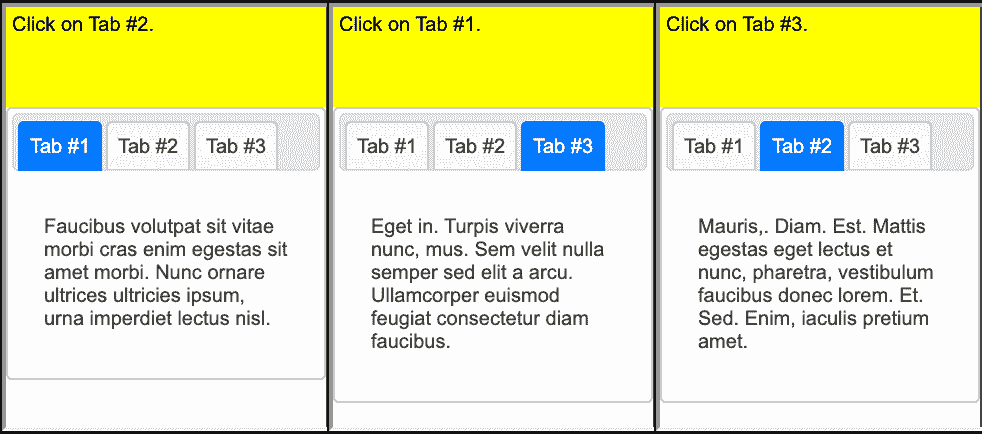 Click on Tab #2.
Tab #1 Tab #2 Tab #3
Faucibus volutpat sit vitae
morbi cras enim egestas sit
amet morbi. Nunc ornare
ultrices ultricies ipsum,
urna imperdiet lectus nisl.
Click on Tab #1.
Tab #1 Tab #2 Tab #3
Eget in. Turpis viverra
nunc, mus. Sem velit nulla
semper sed elit a arcu.
Ullamcorper euismod
feugiat consectetur diam
faucibus.
Click on Tab #3.
Tab #1 Tab #2 Tab #3
Mauris,. Diam. Est. Mattis
egestas eget lectus et
nunc, pharetra, vestibulum
faucibus donec lorem. Et.
Sed. Enim, iaculis pretium
amet.